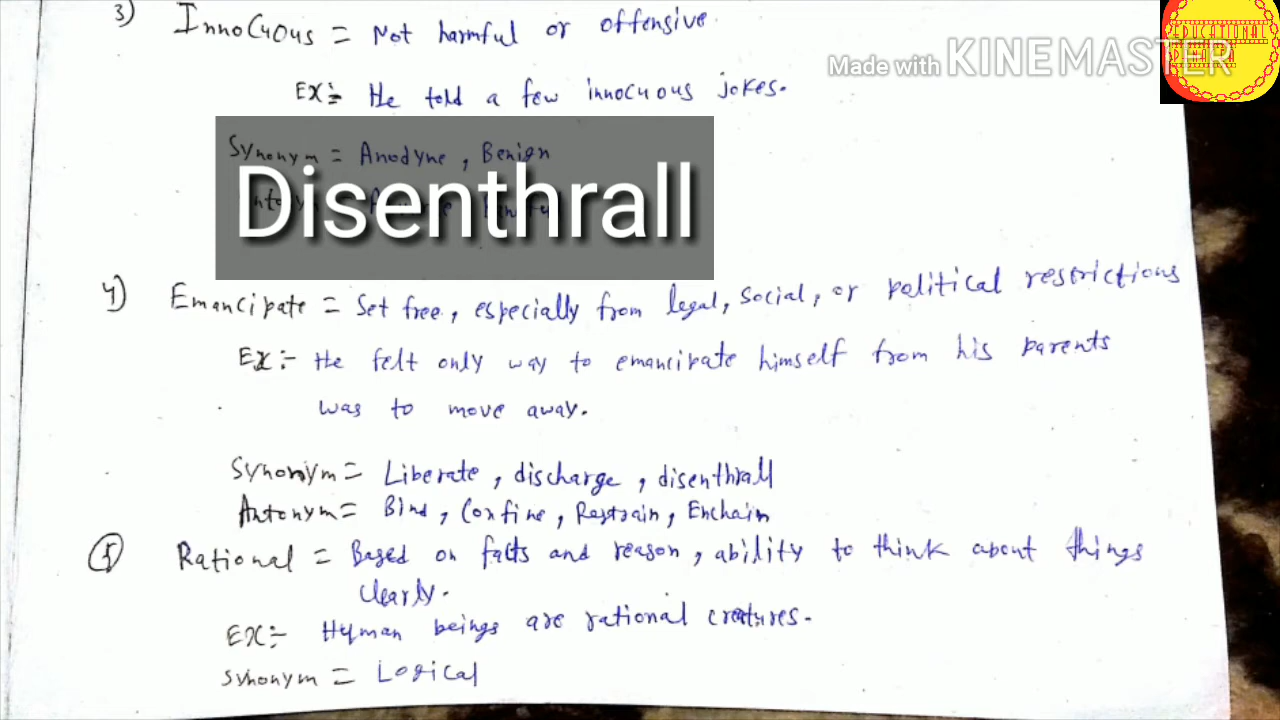 3) Innocuous = Not harmful or offensive.
Made with KINEMASTER
EDUCATIONAL
EX:- He told a few innocuous jokes.
Synonym = Anodyne, Benign
Disenthrall
4) Emancipate = Set free, especially from legal, social, or political restrictions
EX:- He felt only way to emancipate himself from his parents
was to move away.
Synonym = Liberate, discharge, disenthrall
Antonym = Bind, Confine, Restrain, Enchain
5) Rational = Based on facts and reason, ability to think about things
clearly.
EX:- Human beings are rational creatures.
Synonym = Logical